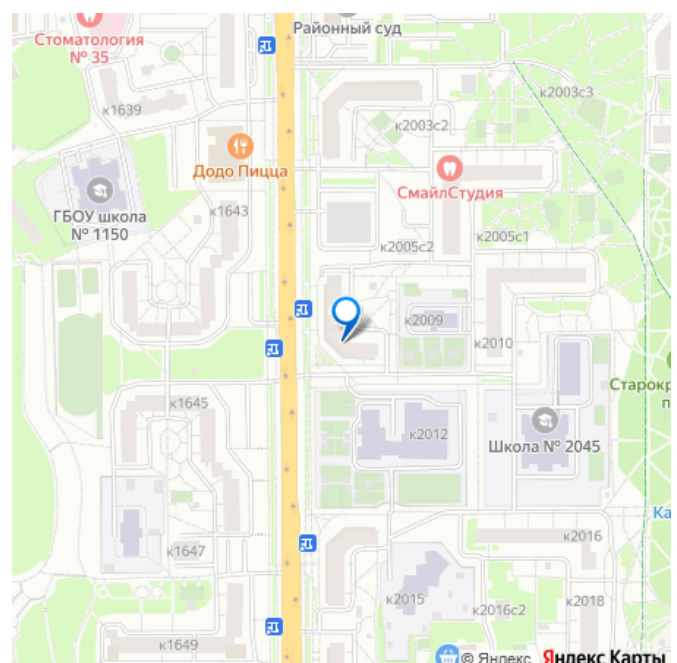 Районный суд
Стоматология
№ 35
к2003с3
к1639
к2003с2
Додо Пицца
СмайлСтудия
ГБОУ школа
№ 1150
к1643
к2005с2
к2005с1
к2009
к2010
к1645
к2012
Школа № 2045
к2016
к1647
к2015
к2016с2
к2018
к1649
© Яндекс Яндекс Карты